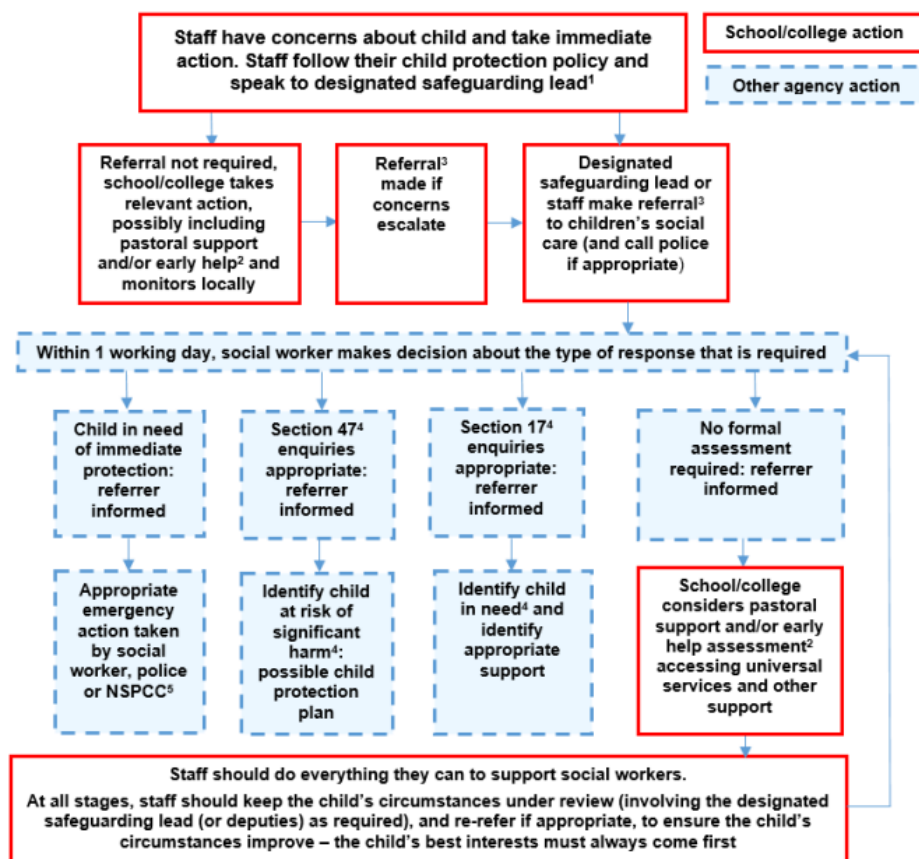 Staff have concerns about child and take immediate
action. Staff follow their child protection policy and
speak to designated safeguarding lead¹
School/college action
Other agency action
Referral not required,
school/college takes
relevant action,
possibly including
pastoral support
and/or early help² and
monitors locally
Referral³
made if
concerns
escalate
Designated
safeguarding lead or
staff make referral³
to children’s social
care (and call police
if appropriate)
Within 1 working day, social worker makes decision about the type of response that is required
Child in need
of immediate
protection:
referrer
informed
Section 47⁴
enquiries
appropriate:
referrer
informed
Section 17⁴
enquiries
appropriate:
referrer
informed
No formal
assessment
required: referrer
informed
Appropriate
emergency
action taken
by social
worker, police
or NSPCC⁵
Identify child
at risk of
significant
harm⁴:
possible child
protection
plan
Identify child
in need⁴ and
identify
appropriate
support
School/college
considers pastoral
support and/or early
help assessment²
accessing universal
services and other
support
Staff should do everything they can to support social workers.
At all stages, staff should keep the child’s circumstances under review (involving the designated
safeguarding lead (or deputies) as required), and re-refer if appropriate, to ensure the child’s
circumstances improve – the child’s best interests must always come first